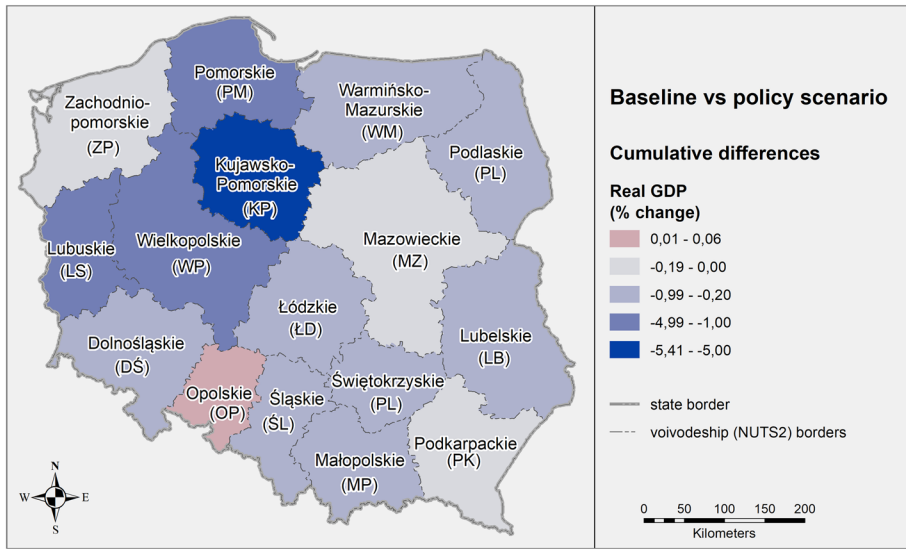 Pomorskie
(PM)
Zachodnio-
pomorskie
(ZP)
Warmińsko-
Mazurskie
(WM)
Podlaskie
(PL)
Kujawsko-
Pomorskie
(KP)
Mazowieckie
(MZ)
Lubuskie
(LS)
Wielkopolskie
(WP)
Łódzkie
(ŁD)
Lubelskie
(LB)
Dolnośląskie
(DŚ)
Opolskie
(OP)
Śląskie
(ŚL)
Świętokrzyskie
(PL)
Małopolskie
(MP)
Podkarpackie
(PK)
N
W E
S
Baseline vs policy scenario
Cumulative differences
Real GDP
(% change)
0,01 - 0,06
-0,19 - 0,00
-0,99 - -0,20
-4,99 - -1,00
-5,41 - -5,00
state border
voivodeship (NUTS2) borders
0 50 100 150 200
Kilometers